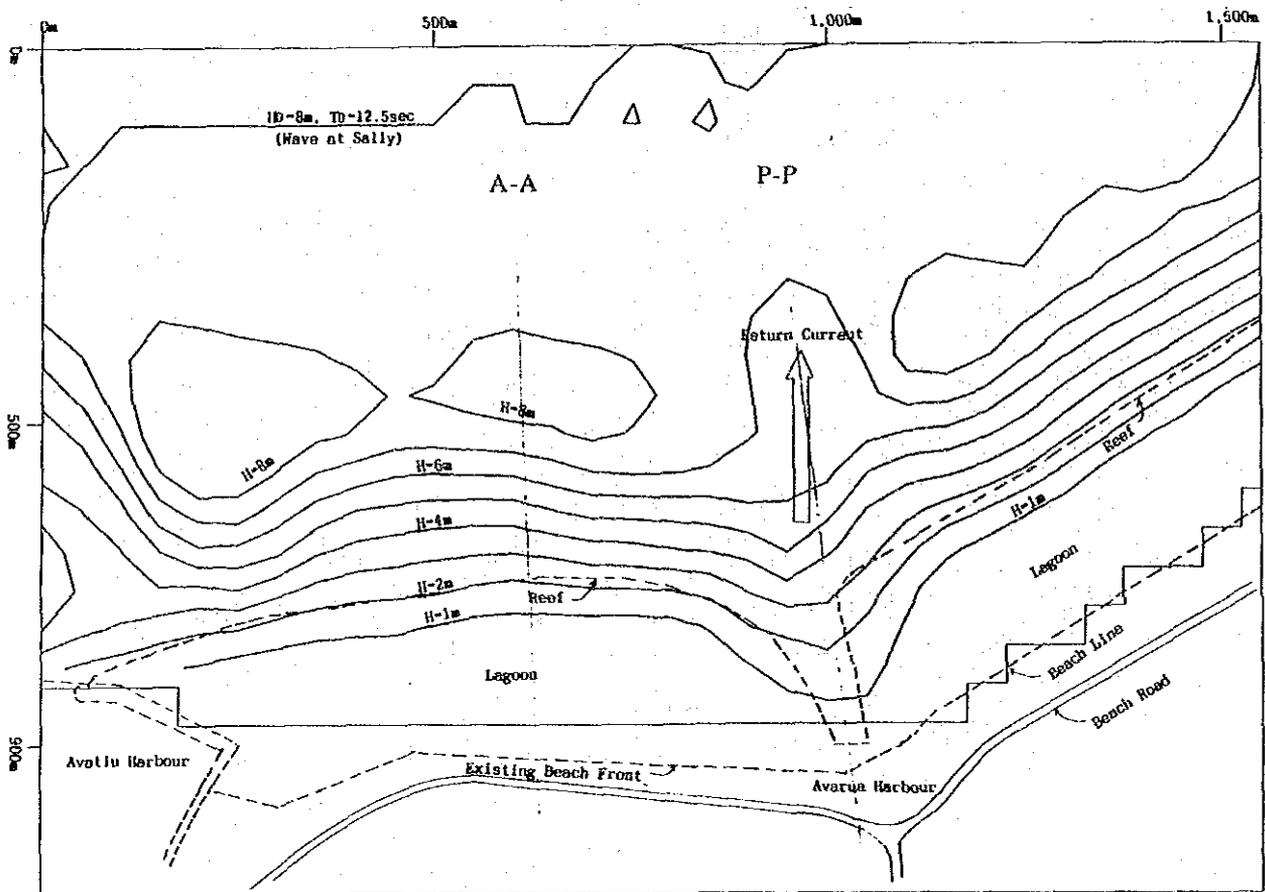 0m
500m
1,000m
1,500m
0m
Ho-8m, To-12.5sec
(Wave at Sally)
A-A
P-P
Return Current
500m
H-8m
H-8m
H-6m
H-4m
Reef
H-1m
Lagoon
H-2m
Reef
H-1m
Lagoon
Beach Line
Beach Road
900m
Avatiu Harbour
Existing Beach Front
Avarua Harbour